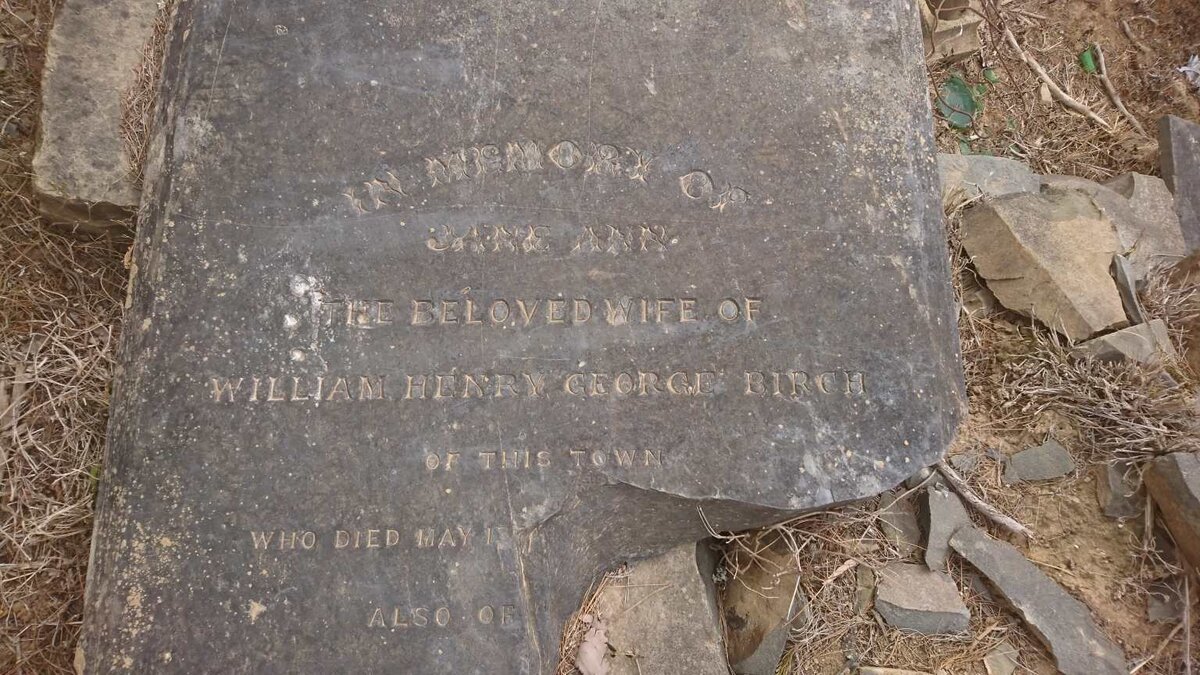 IN MEMORY OF
JANE ANN
THE BELOVED WIFE OF
WILLIAM HENRY GEORGE BIRCH
OF THIS TOWN
WHO DIED MAY
ALSO OF